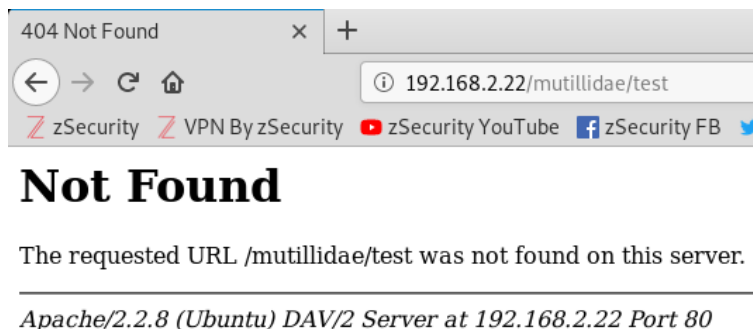 404 Not Found
192.168.2.22/mutillidae/test
zSecurity VPN By zSecurity zSecurity YouTube zSecurity FB
Not Found
The requested URL /mutillidae/test was not found on this server.
Apache/2.2.8 (Ubuntu) DAV/2 Server at 192.168.2.22 Port 80